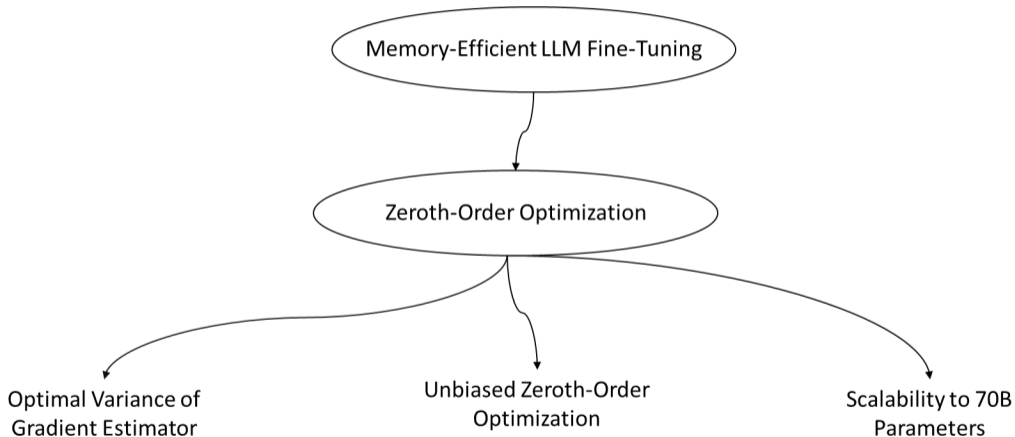 Memory-Efficient LLM Fine-Tuning
Zeroth-Order Optimization
Optimal Variance of
Gradient Estimator
Unbiased Zeroth-Order
Optimization
Scalability to 70B
Parameters